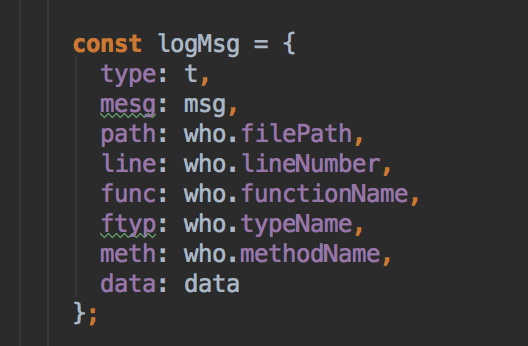 const logMsg = {
type: t,
mesg: msg,
path: who.filePath,
line: who.lineNumber,
func: who.functionName,
ftyp: who.typeName,
meth: who.methodName,
data: data
};